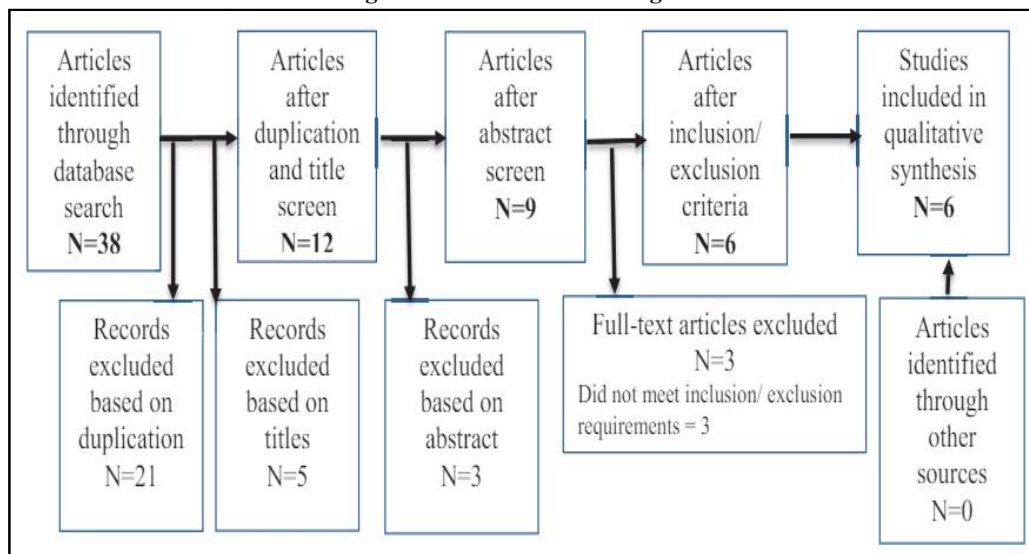 Articles
identified
through
database
search
N=38
Articles
after
duplication
and title
screen
N=12
Articles
after
abstract
screen
N=9
Articles
after
inclusion/
exclusion
criteria
N=6
Studies
included in
qualitative
synthesis
N=6
Records
excluded
based on
duplication
N=21
Records
excluded
based on
titles
N=5
Records
excluded
based on
abstract
N=3
Full-text articles excluded
N=3
Did not meet inclusion/ exclusion
requirements = 3
Articles
identified
through
other
sources
N=0